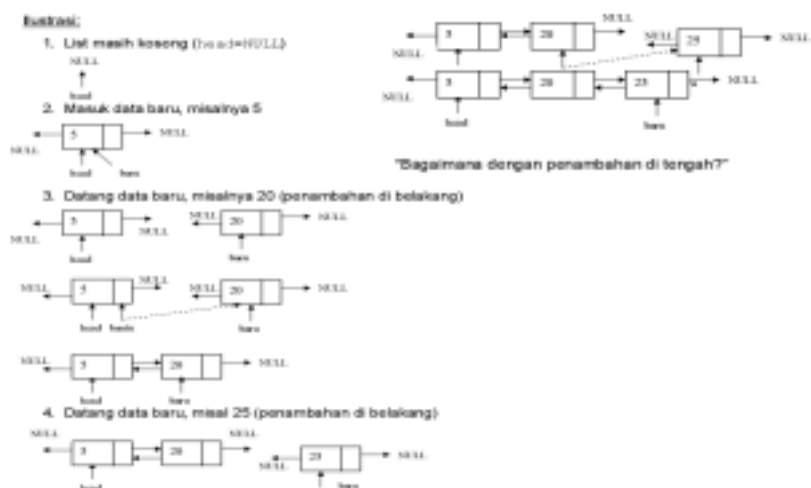 Ilustrasi:
1. List masih kosong (head=NULL)
NULL
head
2. Masuk data baru, misalnya 5
5
NULL
NULL
head baru
3. Datang data baru, misalnya 20 (penambahan di belakang)
5 NULL 20 NULL
NULL NULL
head baru
NULL 5 NULL NULL 20 NULL
head bantu baru
NULL 5 20 NULL
head baru
4. Datang data baru, misal 25 (penambahan di belakang)
NULL NULL
5 20 NULL 25 NULL
head baru
NULL
5 20 NULL 25 NULL
NULL
5 20 25 NULL
NULL
head baru
"Bagaimana dengan penambahan di tengah?"